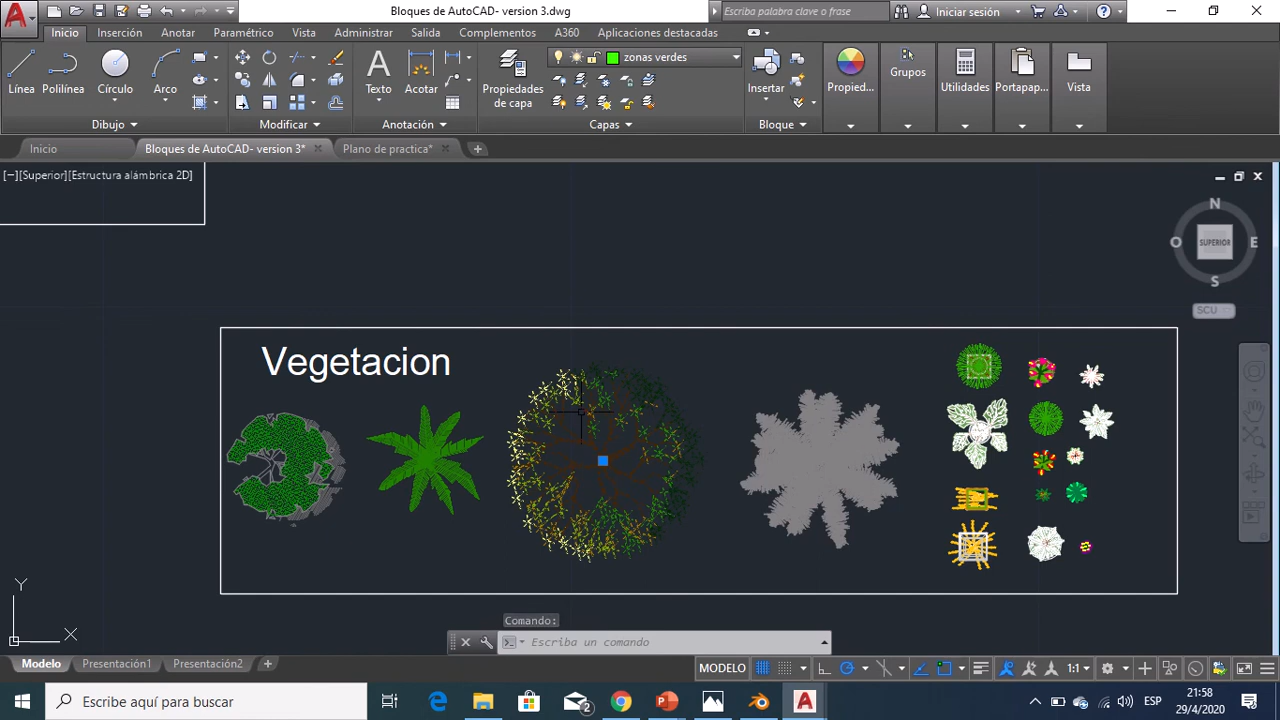 Bloques de AutoCAD- version 3.dwg
Escriba palabra clave o frase
Iniciar sesión
Inicio Inserción Anotar Paramétrico Vista Administrar Salida Complementos A360 Aplicaciones destacadas
Línea Polilínea Círculo Arco
Texto Acotar
Propiedades de capa
zonas verdes
Insertar
Propied... Grupos Utilidades Portapap... Vista
Dibujo Modificar Anotación Capas Bloque
Inicio Bloques de AutoCAD- version 3* Plano de practica*
[−][Superior][Estructura alámbrica 2D]
N
O SUPERIOR E
S
SCU
Vegetacion
Y
X
Comando:
Escriba un comando
Modelo Presentación1 Presentación2
MODELO 1:1
Escribe aquí para buscar
2
ESP
21:58
29/4/2020